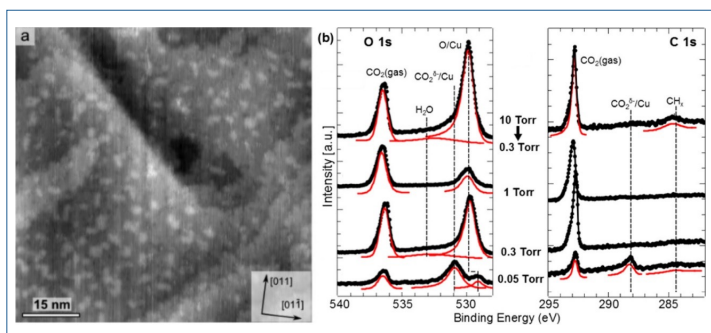 a
[011]
[011̄]
15 nm
(b)
O 1s
O/Cu
CO₂(gas)
CO₂ᵟ⁻/Cu
H₂O
Intensity [a.u.]
10 Torr
0.3 Torr
1 Torr
0.3 Torr
0.05 Torr
540 535 530
C 1s
CO₂(gas)
CO₂ᵟ⁻/Cu
CHₓ
295 290 285
Binding Energy (eV)